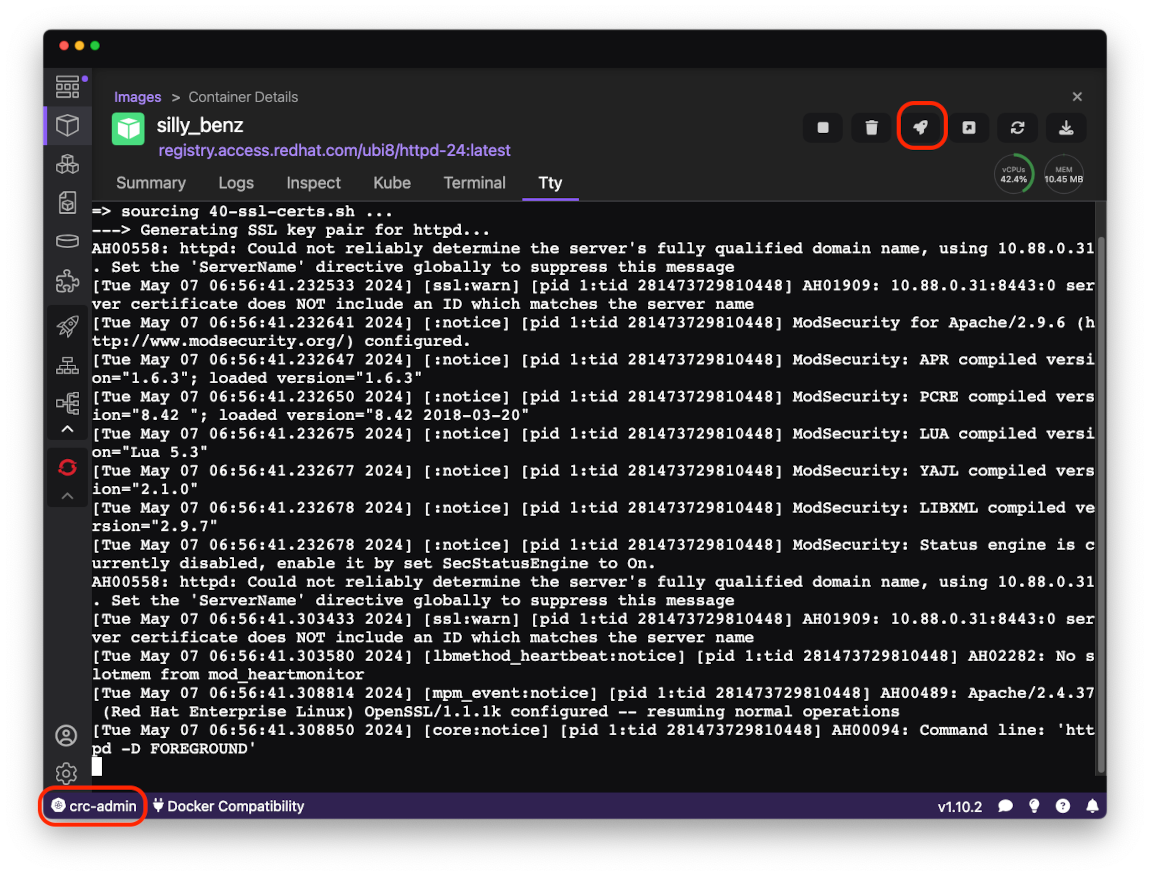 Images > Container Details
silly_benz
registry.access.redhat.com/ubi8/httpd-24:latest
vCPUs
42.4%
MEM
10.45 MB
Summary Logs Inspect Kube Terminal Tty
=> sourcing 40-ssl-certs.sh ...
---> Generating SSL key pair for httpd...
AH00558: httpd: Could not reliably determine the server's fully qualified domain name, using 10.88.0.31
. Set the 'ServerName' directive globally to suppress this message
[Tue May 07 06:56:41.232533 2024] [ssl:warn] [pid 1:tid 281473729810448] AH01909: 10.88.0.31:8443:0 ser
ver certificate does NOT include an ID which matches the server name
[Tue May 07 06:56:41.232641 2024] [:notice] [pid 1:tid 281473729810448] ModSecurity for Apache/2.9.6 (h
ttp://www.modsecurity.org/) configured.
[Tue May 07 06:56:41.232647 2024] [:notice] [pid 1:tid 281473729810448] ModSecurity: APR compiled versi
on="1.6.3"; loaded version="1.6.3"
[Tue May 07 06:56:41.232650 2024] [:notice] [pid 1:tid 281473729810448] ModSecurity: PCRE compiled vers
ion="8.42 "; loaded version="8.42 2018-03-20"
[Tue May 07 06:56:41.232675 2024] [:notice] [pid 1:tid 281473729810448] ModSecurity: LUA compiled versi
on="Lua 5.3"
[Tue May 07 06:56:41.232677 2024] [:notice] [pid 1:tid 281473729810448] ModSecurity: YAJL compiled vers
ion="2.1.0"
[Tue May 07 06:56:41.232678 2024] [:notice] [pid 1:tid 281473729810448] ModSecurity: LIBXML compiled ve
rsion="2.9.7"
[Tue May 07 06:56:41.232678 2024] [:notice] [pid 1:tid 281473729810448] ModSecurity: Status engine is c
urrently disabled, enable it by set SecStatusEngine to On.
AH00558: httpd: Could not reliably determine the server's fully qualified domain name, using 10.88.0.31
. Set the 'ServerName' directive globally to suppress this message
[Tue May 07 06:56:41.303433 2024] [ssl:warn] [pid 1:tid 281473729810448] AH01909: 10.88.0.31:8443:0 ser
ver certificate does NOT include an ID which matches the server name
[Tue May 07 06:56:41.303580 2024] [lbmethod_heartbeat:notice] [pid 1:tid 281473729810448] AH02282: No s
lotmem from mod_heartmonitor
[Tue May 07 06:56:41.308814 2024] [mpm_event:notice] [pid 1:tid 281473729810448] AH00489: Apache/2.4.37
(Red Hat Enterprise Linux) OpenSSL/1.1.1k configured -- resuming normal operations
[Tue May 07 06:56:41.308850 2024] [core:notice] [pid 1:tid 281473729810448] AH00094: Command line: 'htt
pd -D FOREGROUND'
crc-admin Docker Compatibility v1.10.2